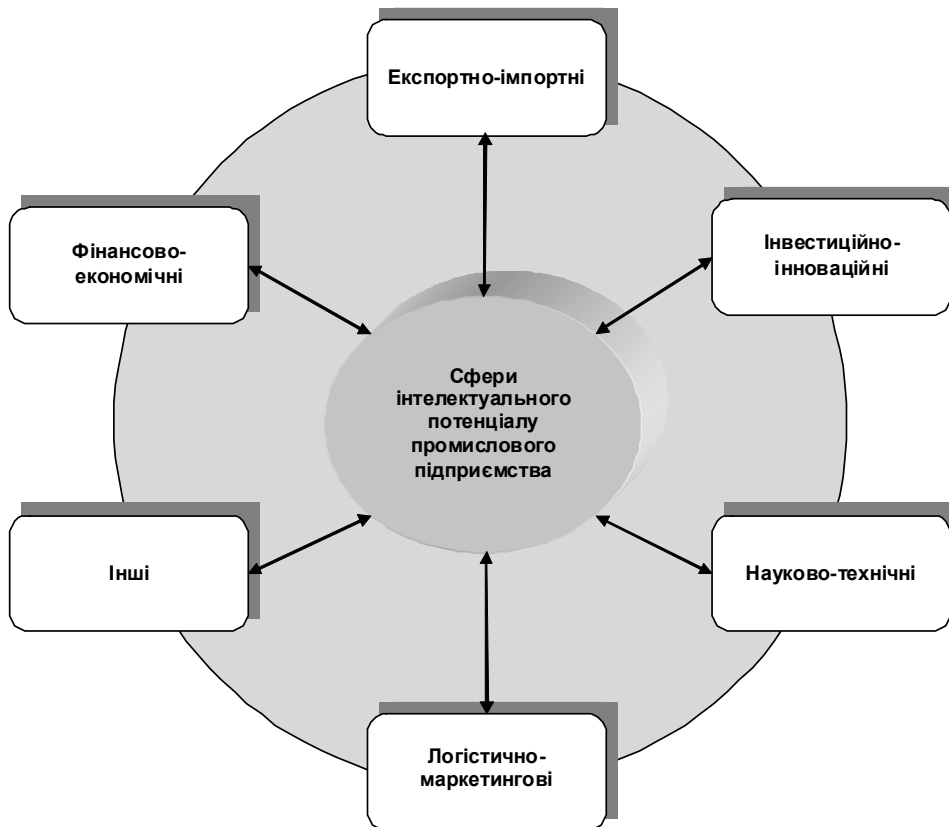 Експортно-імпортні
Фінансово-
економічні
Інвестиційно-
інноваційні
Сфери
інтелектуального
потенціалу
промислового
підприємства
Інші
Науково-технічні
Логістично-
маркетингові